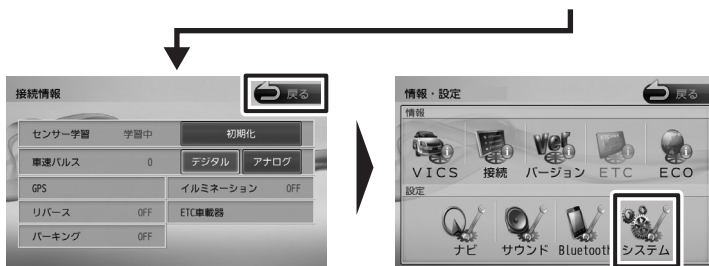 接続情報
戻る
センサー学習 学習中 初期化
車速パルス 0 デジタル アナログ
GPS イルミネーション OFF
リバース OFF ETC車載器
パーキング OFF
情報・設定
戻る
情報
VICS 接続 バージョン ETC ECO
設定
ナビ サウンド Bluetooth システム